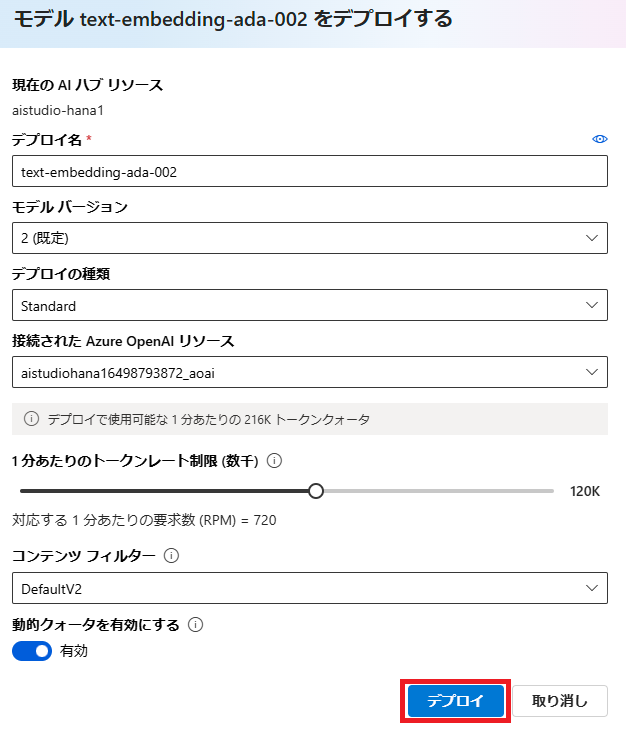 モデル text-embedding-ada-002 をデプロイする
現在の AI ハブ リソース
aistudio-hana1
デプロイ名 *
text-embedding-ada-002
モデル バージョン
2 (既定)
デプロイの種類
Standard
接続された Azure OpenAI リソース
aistudiohana16498793872_aoai
デプロイで使用可能な 1 分あたりの 216K トークンクォータ
1 分あたりのトークンレート制限 (数千)
120K
対応する 1 分あたりの要求数 (RPM) = 720
コンテンツ フィルター
DefaultV2
動的クォータを有効にする
有効
デプロイ 取り消し